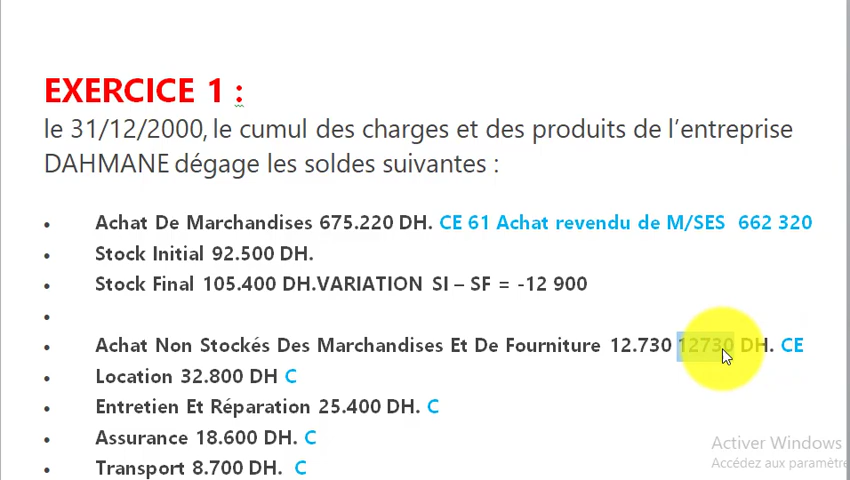 EXERCICE 1 :
le 31/12/2000, le cumul des charges et des produits de l'entreprise
DAHMANE dégage les soldes suivantes :
• Achat De Marchandises 675.220 DH. CE 61 Achat revendu de M/SES 662 320
• Stock Initial 92.500 DH.
• Stock Final 105.400 DH.VARIATION SI – SF = -12 900
•
• Achat Non Stockés Des Marchandises Et De Fourniture 12.730 12730 DH. CE
• Location 32.800 DH C
• Entretien Et Réparation 25.400 DH. C
• Assurance 18.600 DH. C
• Transport 8.700 DH. C
Activer Windows
Accédez aux paramètre